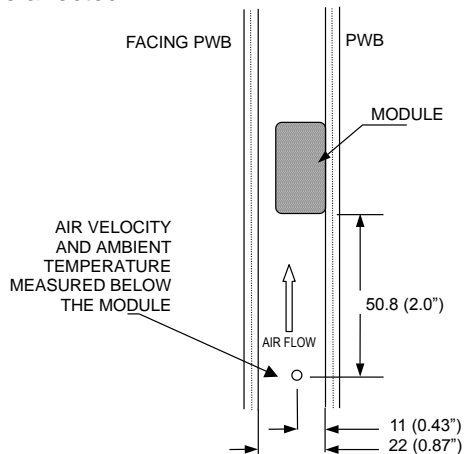 FACING PWB
PWB
MODULE
AIR VELOCITY
AND AMBIENT
TEMPERATURE
MEASURED BELOW
THE MODULE
AIR FLOW
50.8 (2.0")
11 (0.43")
22 (0.87")